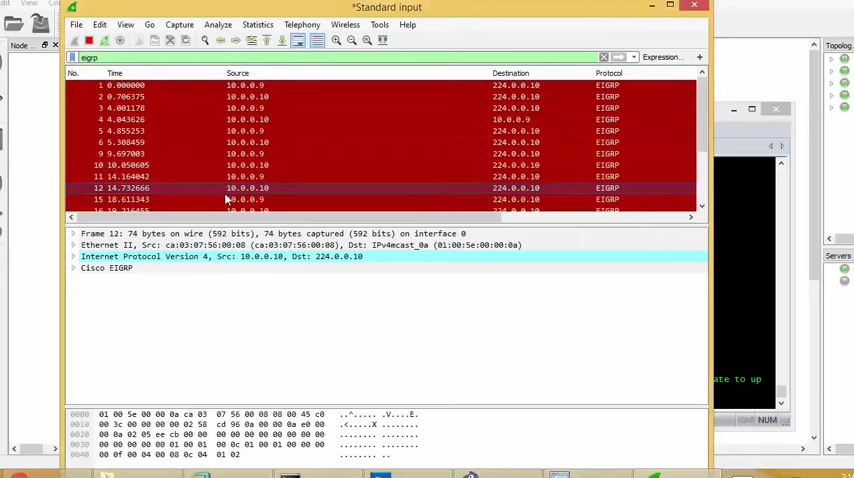 *Standard input
File Edit View Go Capture Analyze Statistics Telephony Wireless Tools Help
Node ...
eigrp
Expression...
+
Topolog
No. Time Source Destination Protocol
1 0.000000 10.0.0.9 224.0.0.10 EIGRP
2 0.706375 10.0.0.10 224.0.0.10 EIGRP
3 4.001178 10.0.0.9 224.0.0.10 EIGRP
4 4.043626 10.0.0.10 10.0.0.9 EIGRP
5 4.855253 10.0.0.9 224.0.0.10 EIGRP
6 5.308459 10.0.0.10 224.0.0.10 EIGRP
9 9.697003 10.0.0.9 224.0.0.10 EIGRP
10 10.050605 10.0.0.10 224.0.0.10 EIGRP
11 14.164042 10.0.0.9 224.0.0.10 EIGRP
12 14.732666 10.0.0.10 224.0.0.10 EIGRP
15 18.611343 10.0.0.9 224.0.0.10 EIGRP
16 19.216455 10.0.0.10 224.0.0.10 EIGRP
Frame 12: 74 bytes on wire (592 bits), 74 bytes captured (592 bits) on interface 0
Ethernet II, Src: ca:03:07:56:00:08 (ca:03:07:56:00:08), Dst: IPv4mcast_0a (01:00:5e:00:00:0a)
Internet Protocol Version 4, Src: 10.0.0.10, Dst: 224.0.0.10
Cisco EIGRP
Servers
ate to up
NUM
0000 01 00 5e 00 00 0a ca 03 07 56 00 08 08 00 45 c0 ..^..... .V....E.
0010 00 3c 00 00 00 00 02 58 cd 96 0a 00 00 0a e0 00 .<.....X ........
0020 00 0a 02 05 ee cb 00 00 00 00 00 00 00 00 00 00 ........ ........
0030 00 00 00 00 00 01 00 01 00 0c 01 00 01 00 00 00 ........ ........
0040 00 0f 00 04 00 08 0c 04 01 02 ........ ..